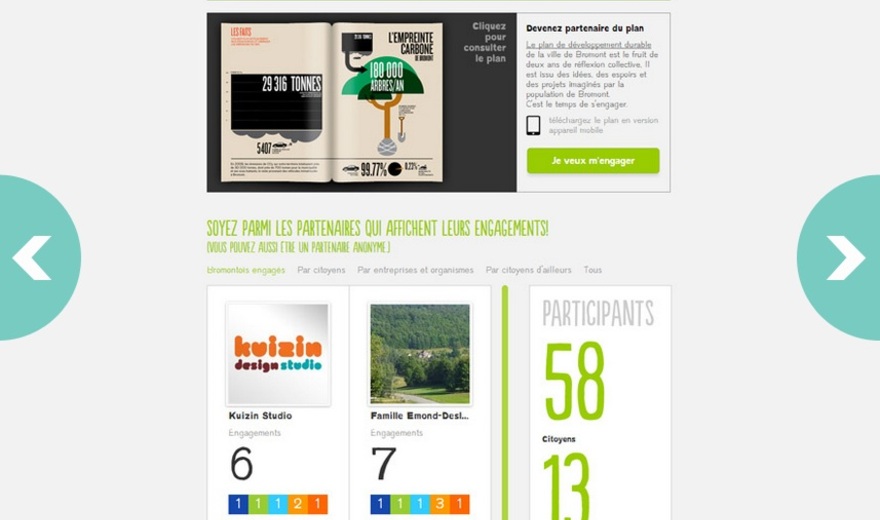 LES FAITS
29 316 TONNES
5407
L'EMPREINTE
CARBONE
DE BROMONT
180 000
ARBRES/AN
99.77%
0.23%
Cliquez
pour
consulter
le plan
Devenez partenaire du plan
Le plan de développement durable
de la ville de Bromont est le fruit de
deux ans de réflexion collective. Il
est issu des idées, des espoirs et
des projets imaginés par la
population de Bromont.
C'est le temps de s'engager.
téléchargez le plan en version
appareil mobile
Je veux m'engager
SOYEZ PARMI LES PARTENAIRES QUI AFFICHENT LEURS ENGAGEMENTS!
(VOUS POUVEZ AUSSI ÊTRE UN PARTENAIRE ANONYME)
Bromontois engagés Par citoyens Par entreprises et organismes Par citoyens d'ailleurs Tous
kuizin
design studio
Kuizin Studio
Engagements
6
1 1 1 2 1
Famille Emond-Desl...
Engagements
7
1 1 1 3 1
PARTICIPANTS
58
Citoyens
13